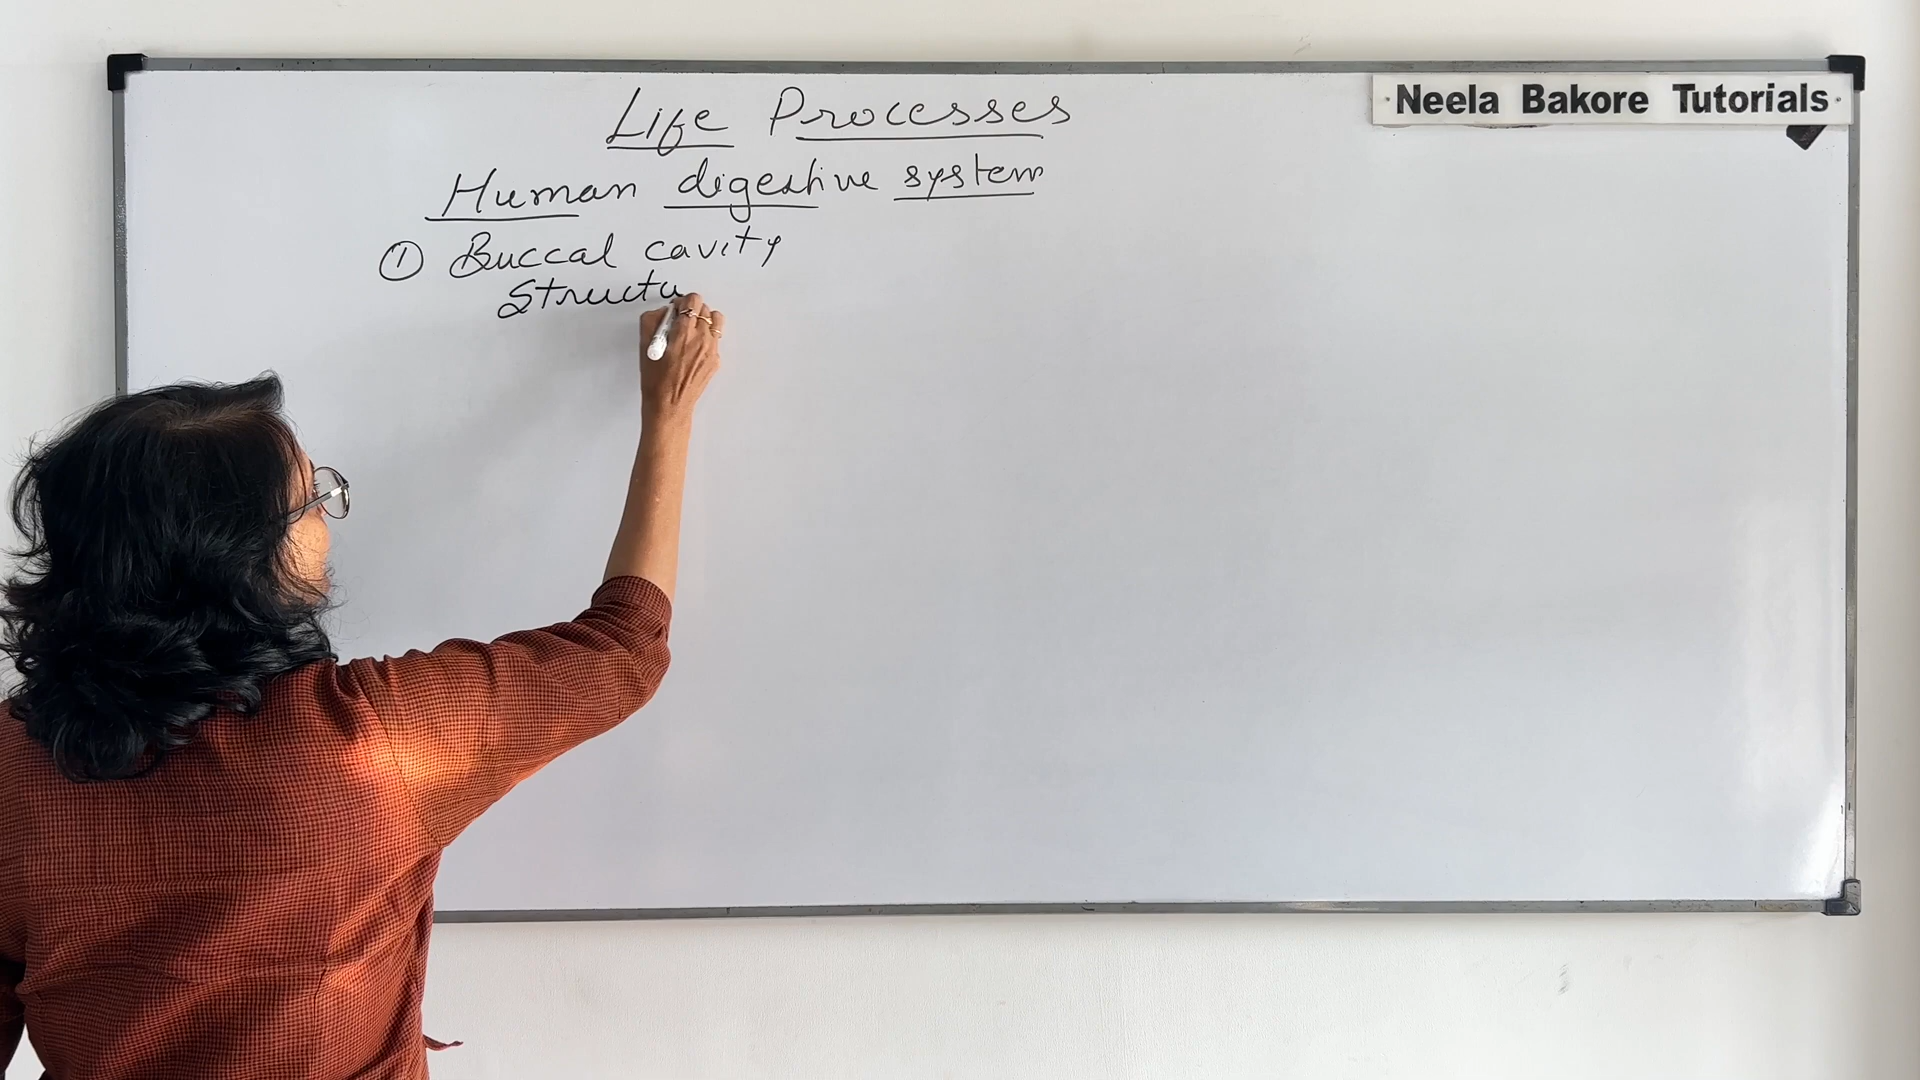 Neela Bakore Tutorials
Life Processes
Human digestive system
① Buccal cavity
Structu